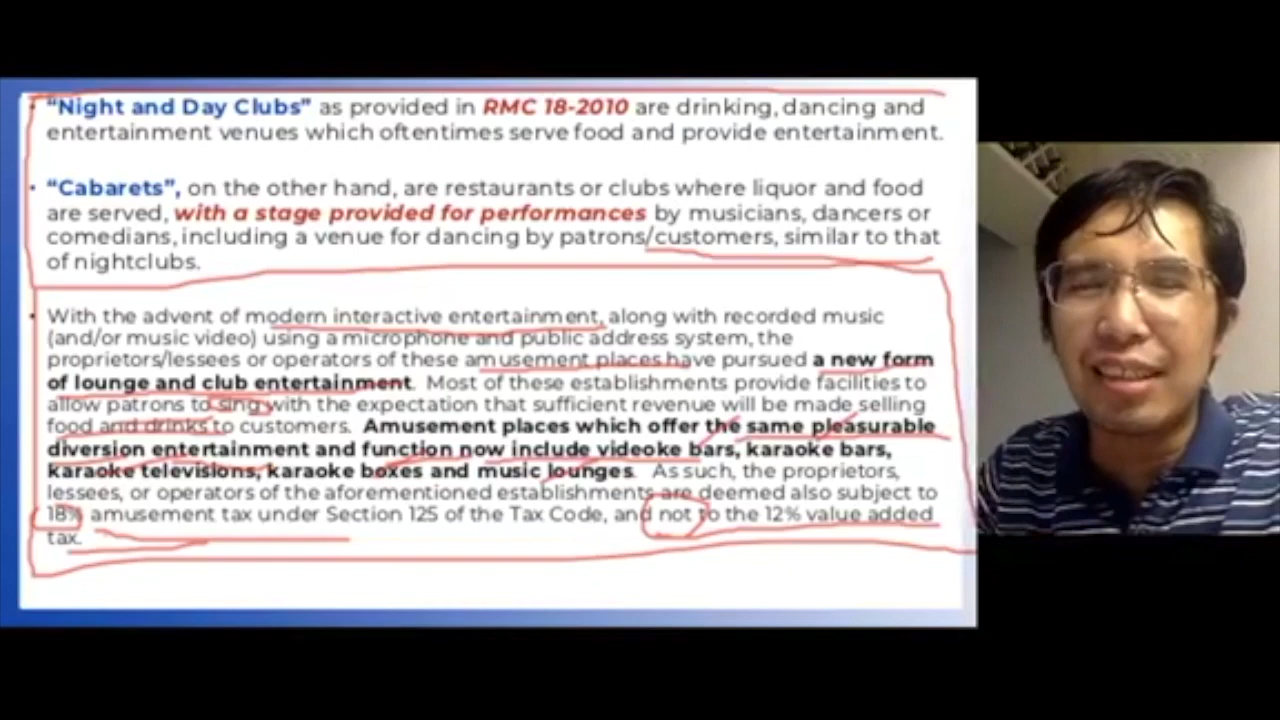 • "Night and Day Clubs" as provided in RMC 18-2010 are drinking, dancing and
entertainment venues which oftentimes serve food and provide entertainment.
• "Cabarets", on the other hand, are restaurants or clubs where liquor and food
are served, with a stage provided for performances by musicians, dancers or
comedians, including a venue for dancing by patrons/customers, similar to that
of nightclubs.
• With the advent of modern interactive entertainment, along with recorded music
(and/or music video) using a microphone and public address system, the
proprietors/lessees or operators of these amusement places have pursued a new form
of lounge and club entertainment. Most of these establishments provide facilities to
allow patrons to sing with the expectation that sufficient revenue will be made selling
food and drinks to customers. Amusement places which offer the same pleasurable
diversion entertainment and function now include videoke bars, karaoke bars,
karaoke televisions, karaoke boxes and music lounges. As such, the proprietors,
lessees, or operators of the aforementioned establishments are deemed also subject to
18% amusement tax under Section 125 of the Tax Code, and not to the 12% value added
tax.